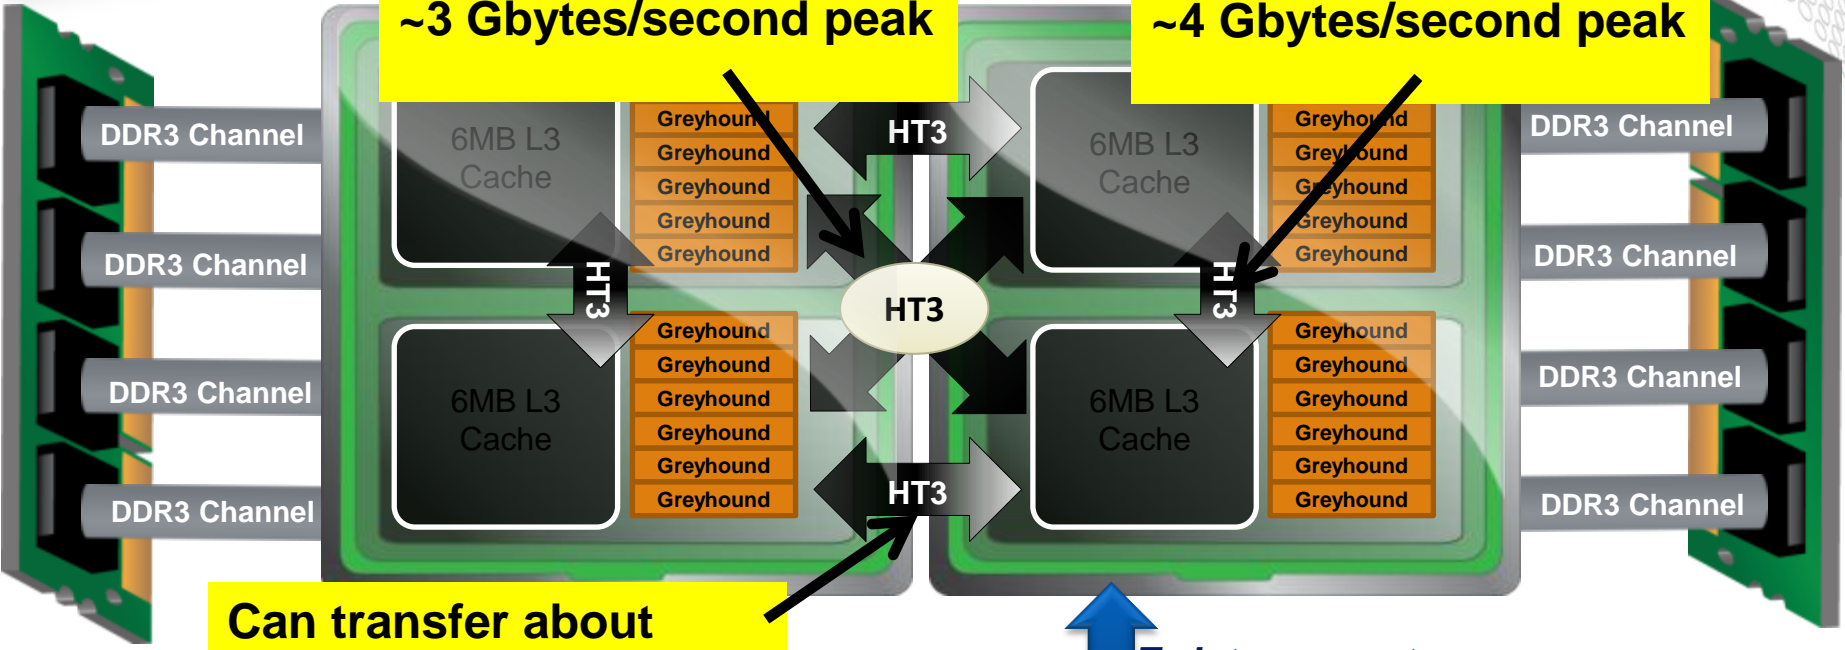 ~3 Gbytes/second peak
~4 Gbytes/second peak
DDR3 Channel
DDR3 Channel
DDR3 Channel
DDR3 Channel
6MB L3
Cache
Greyhound
Greyhound
Greyhound
Greyhound
Greyhound
HT3
6MB L3
Cache
Greyhound
Greyhound
Greyhound
Greyhound
Greyhound
Greyhound
HT3
HT3
HT3
6MB L3
Cache
Greyhound
Greyhound
Greyhound
Greyhound
Greyhound
HT3
6MB L3
Cache
Greyhound
Greyhound
Greyhound
Greyhound
Greyhound
Greyhound
DDR3 Channel
DDR3 Channel
DDR3 Channel
DDR3 Channel
Can transfer about